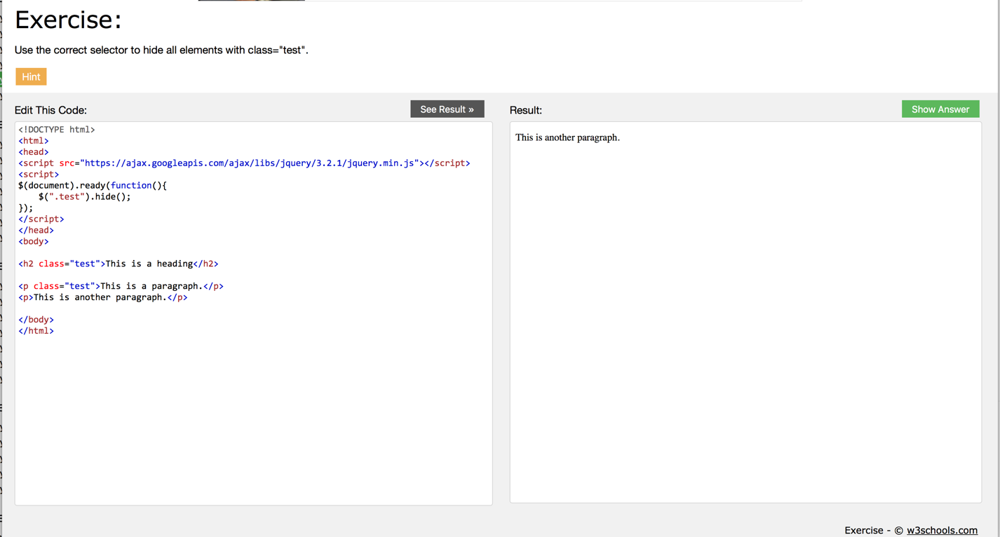 Exercise:
Use the correct selector to hide all elements with class="test".
Hint
Edit This Code:
See Result »
<!DOCTYPE html>
<html>
<head>
<script src="https://ajax.googleapis.com/ajax/libs/jquery/3.2.1/jquery.min.js"></script>
<script>
$(document).ready(function(){
    $(".test").hide();
});
</script>
</head>
<body>

<h2 class="test">This is a heading</h2>

<p class="test">This is a paragraph.</p>
<p>This is another paragraph.</p>

</body>
</html>
Result:
Show Answer
This is another paragraph.
Exercise - © w3schools.com